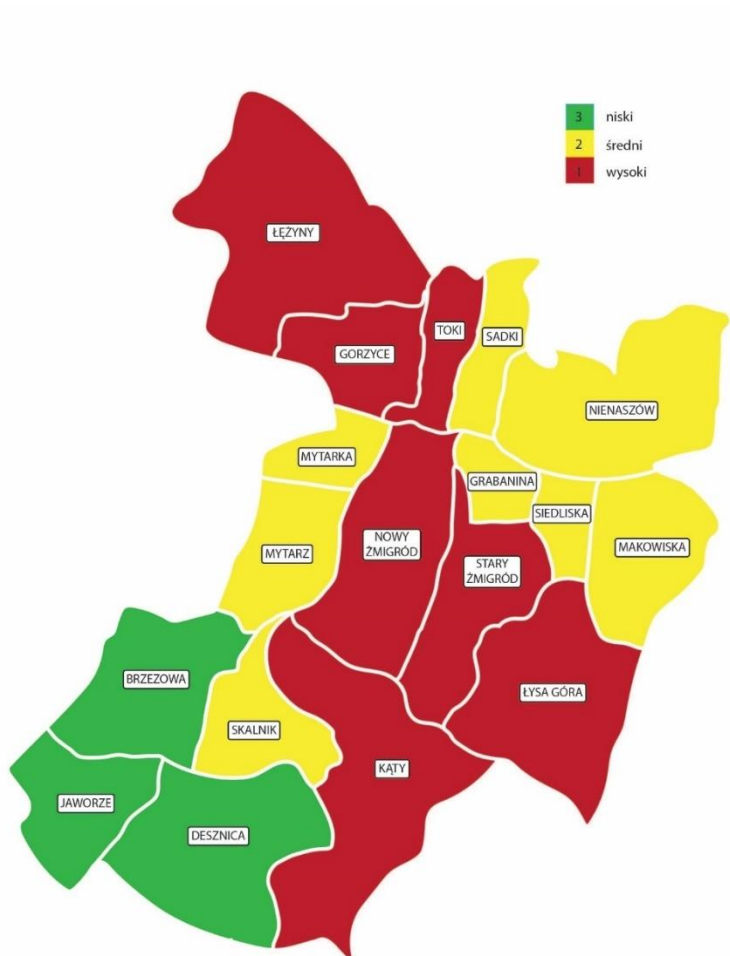 3 niski
2 średni
1 wysoki
ŁĘŻYNY
TOKI
SADKI
GORZYCE
NIENASZÓW
MYTARKA
GRABANINA
SIEDLISKA
NOWY
ŻMIGRÓD
MAKOWISKA
MYTARZ
STARY
ŻMIGRÓD
BRZEZOWA
ŁYSA GÓRA
SKALNIK
KĄTY
JAWORZE
DESZNICA